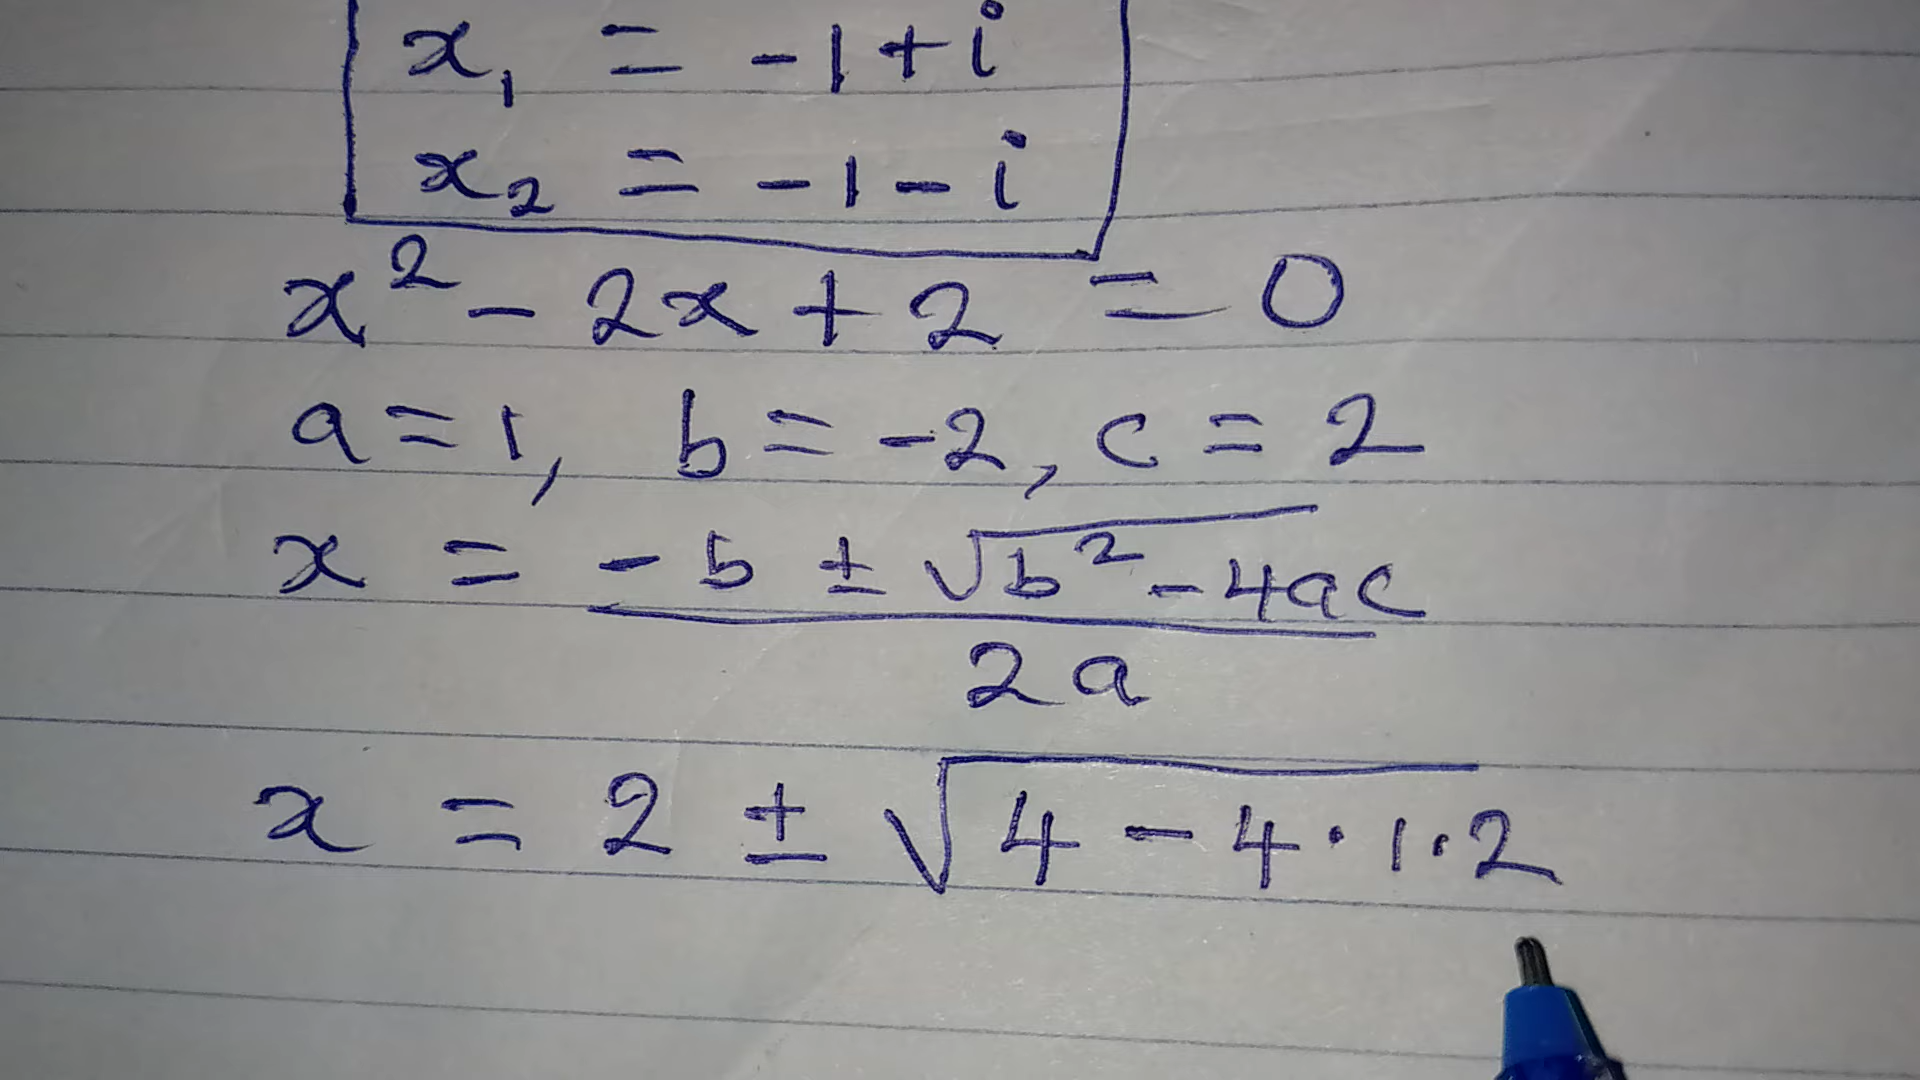 x₁ = -1+i
x₂ = -1-i
x² - 2x + 2 = 0
a=1, b= -2, c = 2
x = -b ± √b² - 4ac
2a
x = 2 ± √4 - 4·1·2